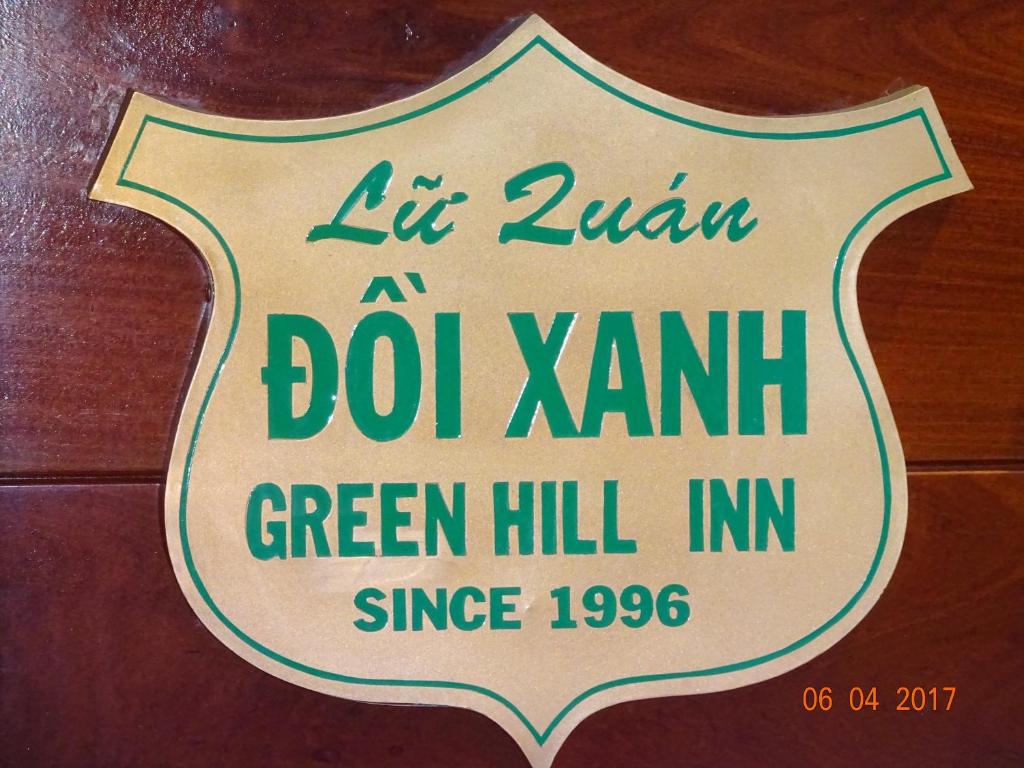 Lữ Quán
ĐỒI XANH
GREEN HILL INN
SINCE 1996
06 04 2017